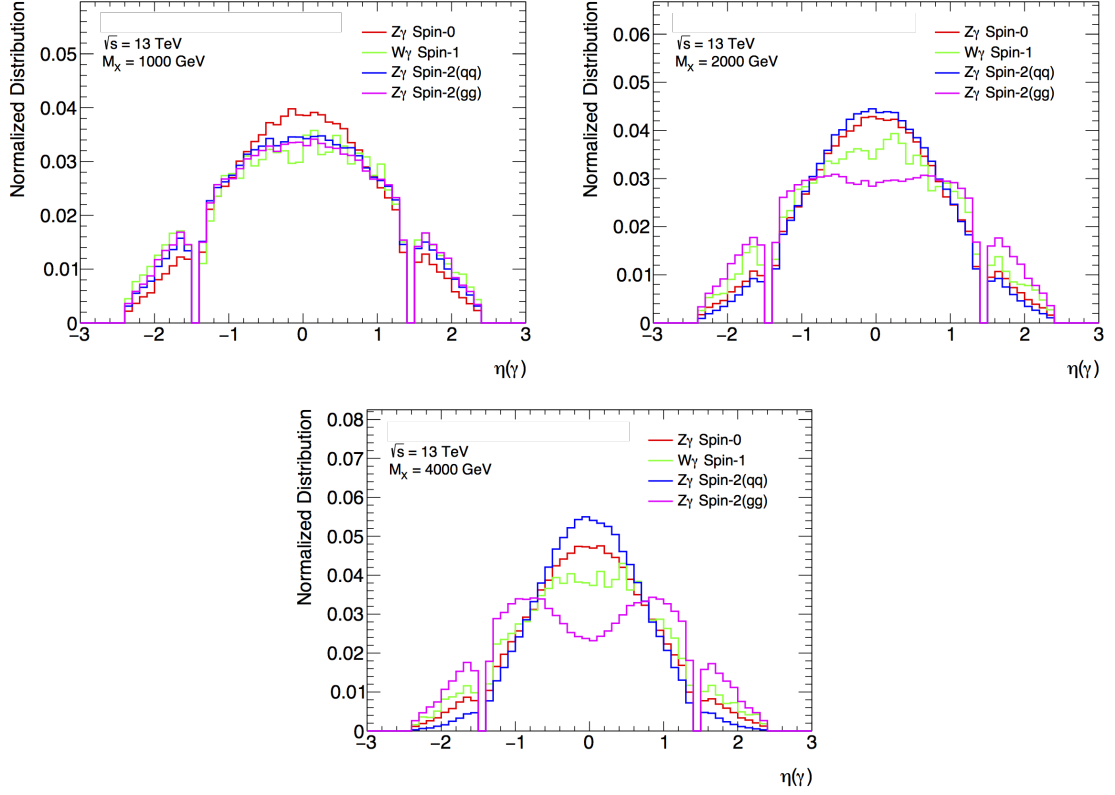 Normalized Distribution
0.05
0.04
0.03
0.02
0.01
0
√s = 13 TeV
Mx = 1000 GeV
Zγ Spin-0
Wγ Spin-1
Zγ Spin-2(qq)
Zγ Spin-2(gg)
−3 −2 −1 0 1 2 3
η(γ)
Normalized Distribution
0.06
0.05
0.04
0.03
0.02
0.01
0
√s = 13 TeV
Mx = 2000 GeV
Zγ Spin-0
Wγ Spin-1
Zγ Spin-2(qq)
Zγ Spin-2(gg)
−3 −2 −1 0 1 2 3
η(γ)
Normalized Distribution
0.08
0.07
0.06
0.05
0.04
0.03
0.02
0.01
0
√s = 13 TeV
Mx = 4000 GeV
Zγ Spin-0
Wγ Spin-1
Zγ Spin-2(qq)
Zγ Spin-2(gg)
−3 −2 −1 0 1 2 3
η(γ)